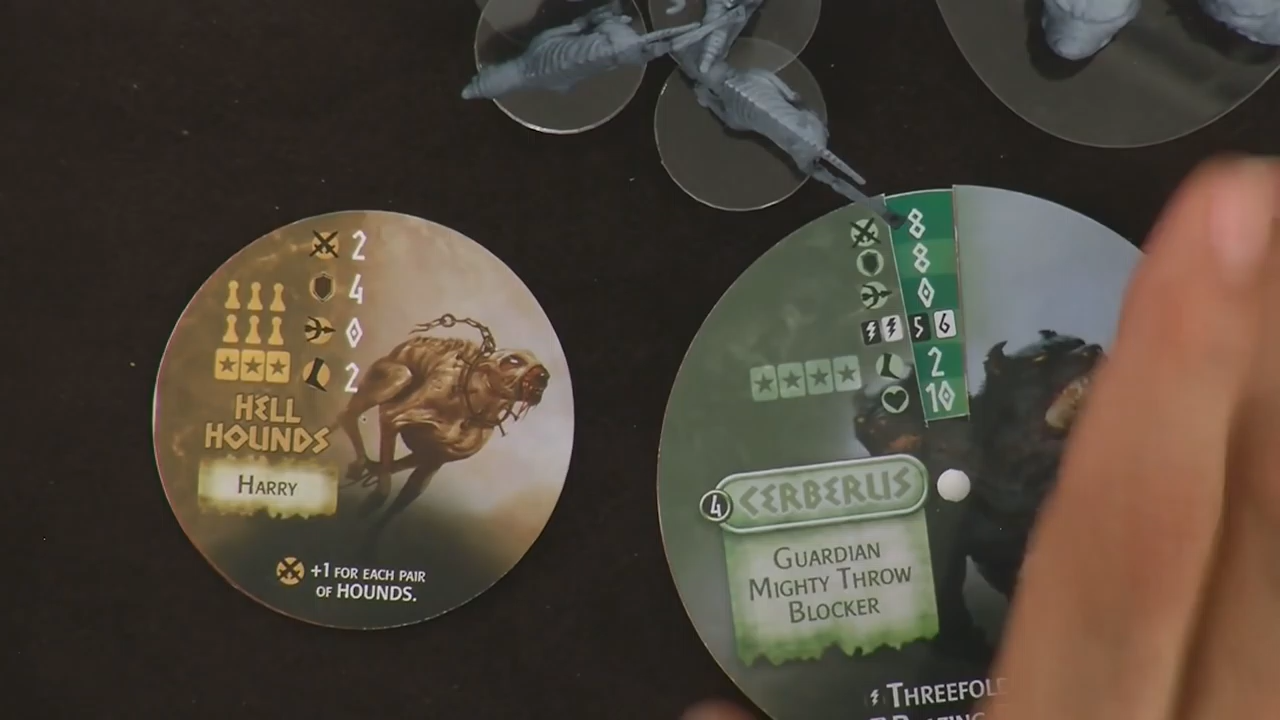 2
4
0
2
HELL
HOUNDS
HARRY
+1 FOR EACH PAIR
OF HOUNDS.
8
8
0
5 6
2
10
4 CERBERUS
GUARDIAN
MIGHTY THROW
BLOCKER